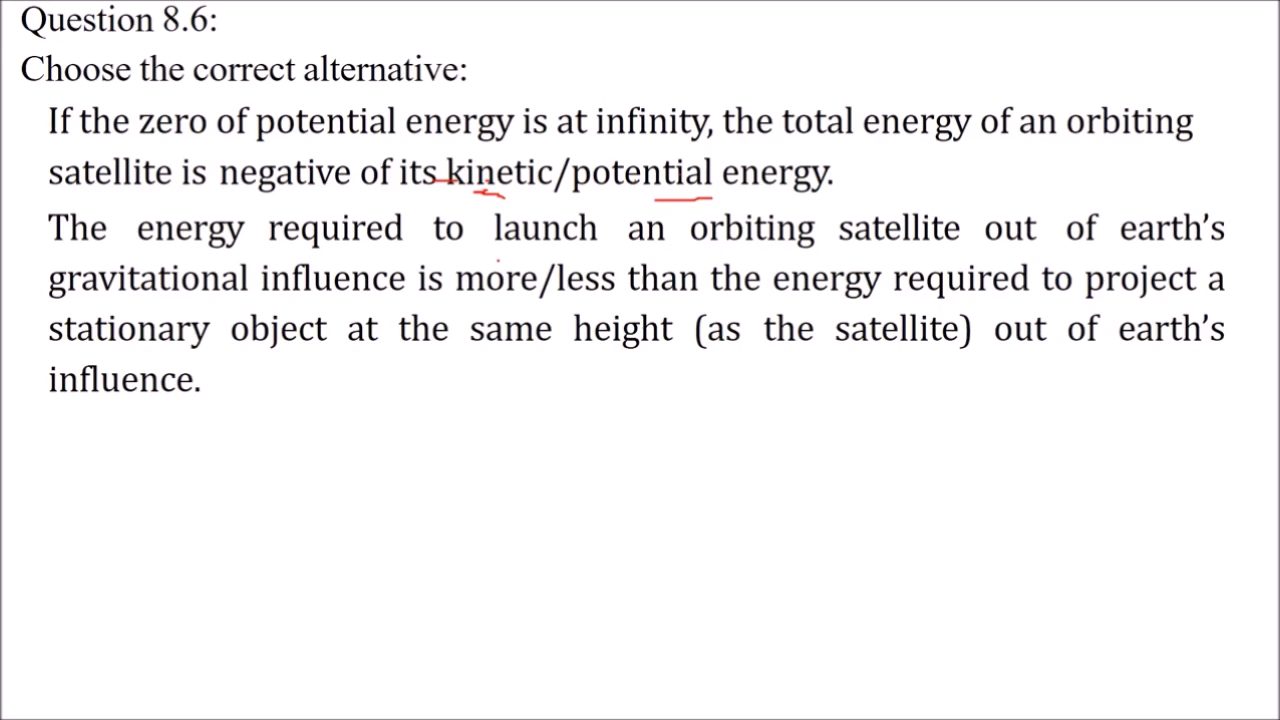 Question 8.6:
Choose the correct alternative:
If the zero of potential energy is at infinity, the total energy of an orbiting
satellite is negative of its kinetic/potential energy.
The energy required to launch an orbiting satellite out of earth’s
gravitational influence is more/less than the energy required to project a
stationary object at the same height (as the satellite) out of earth’s
influence.